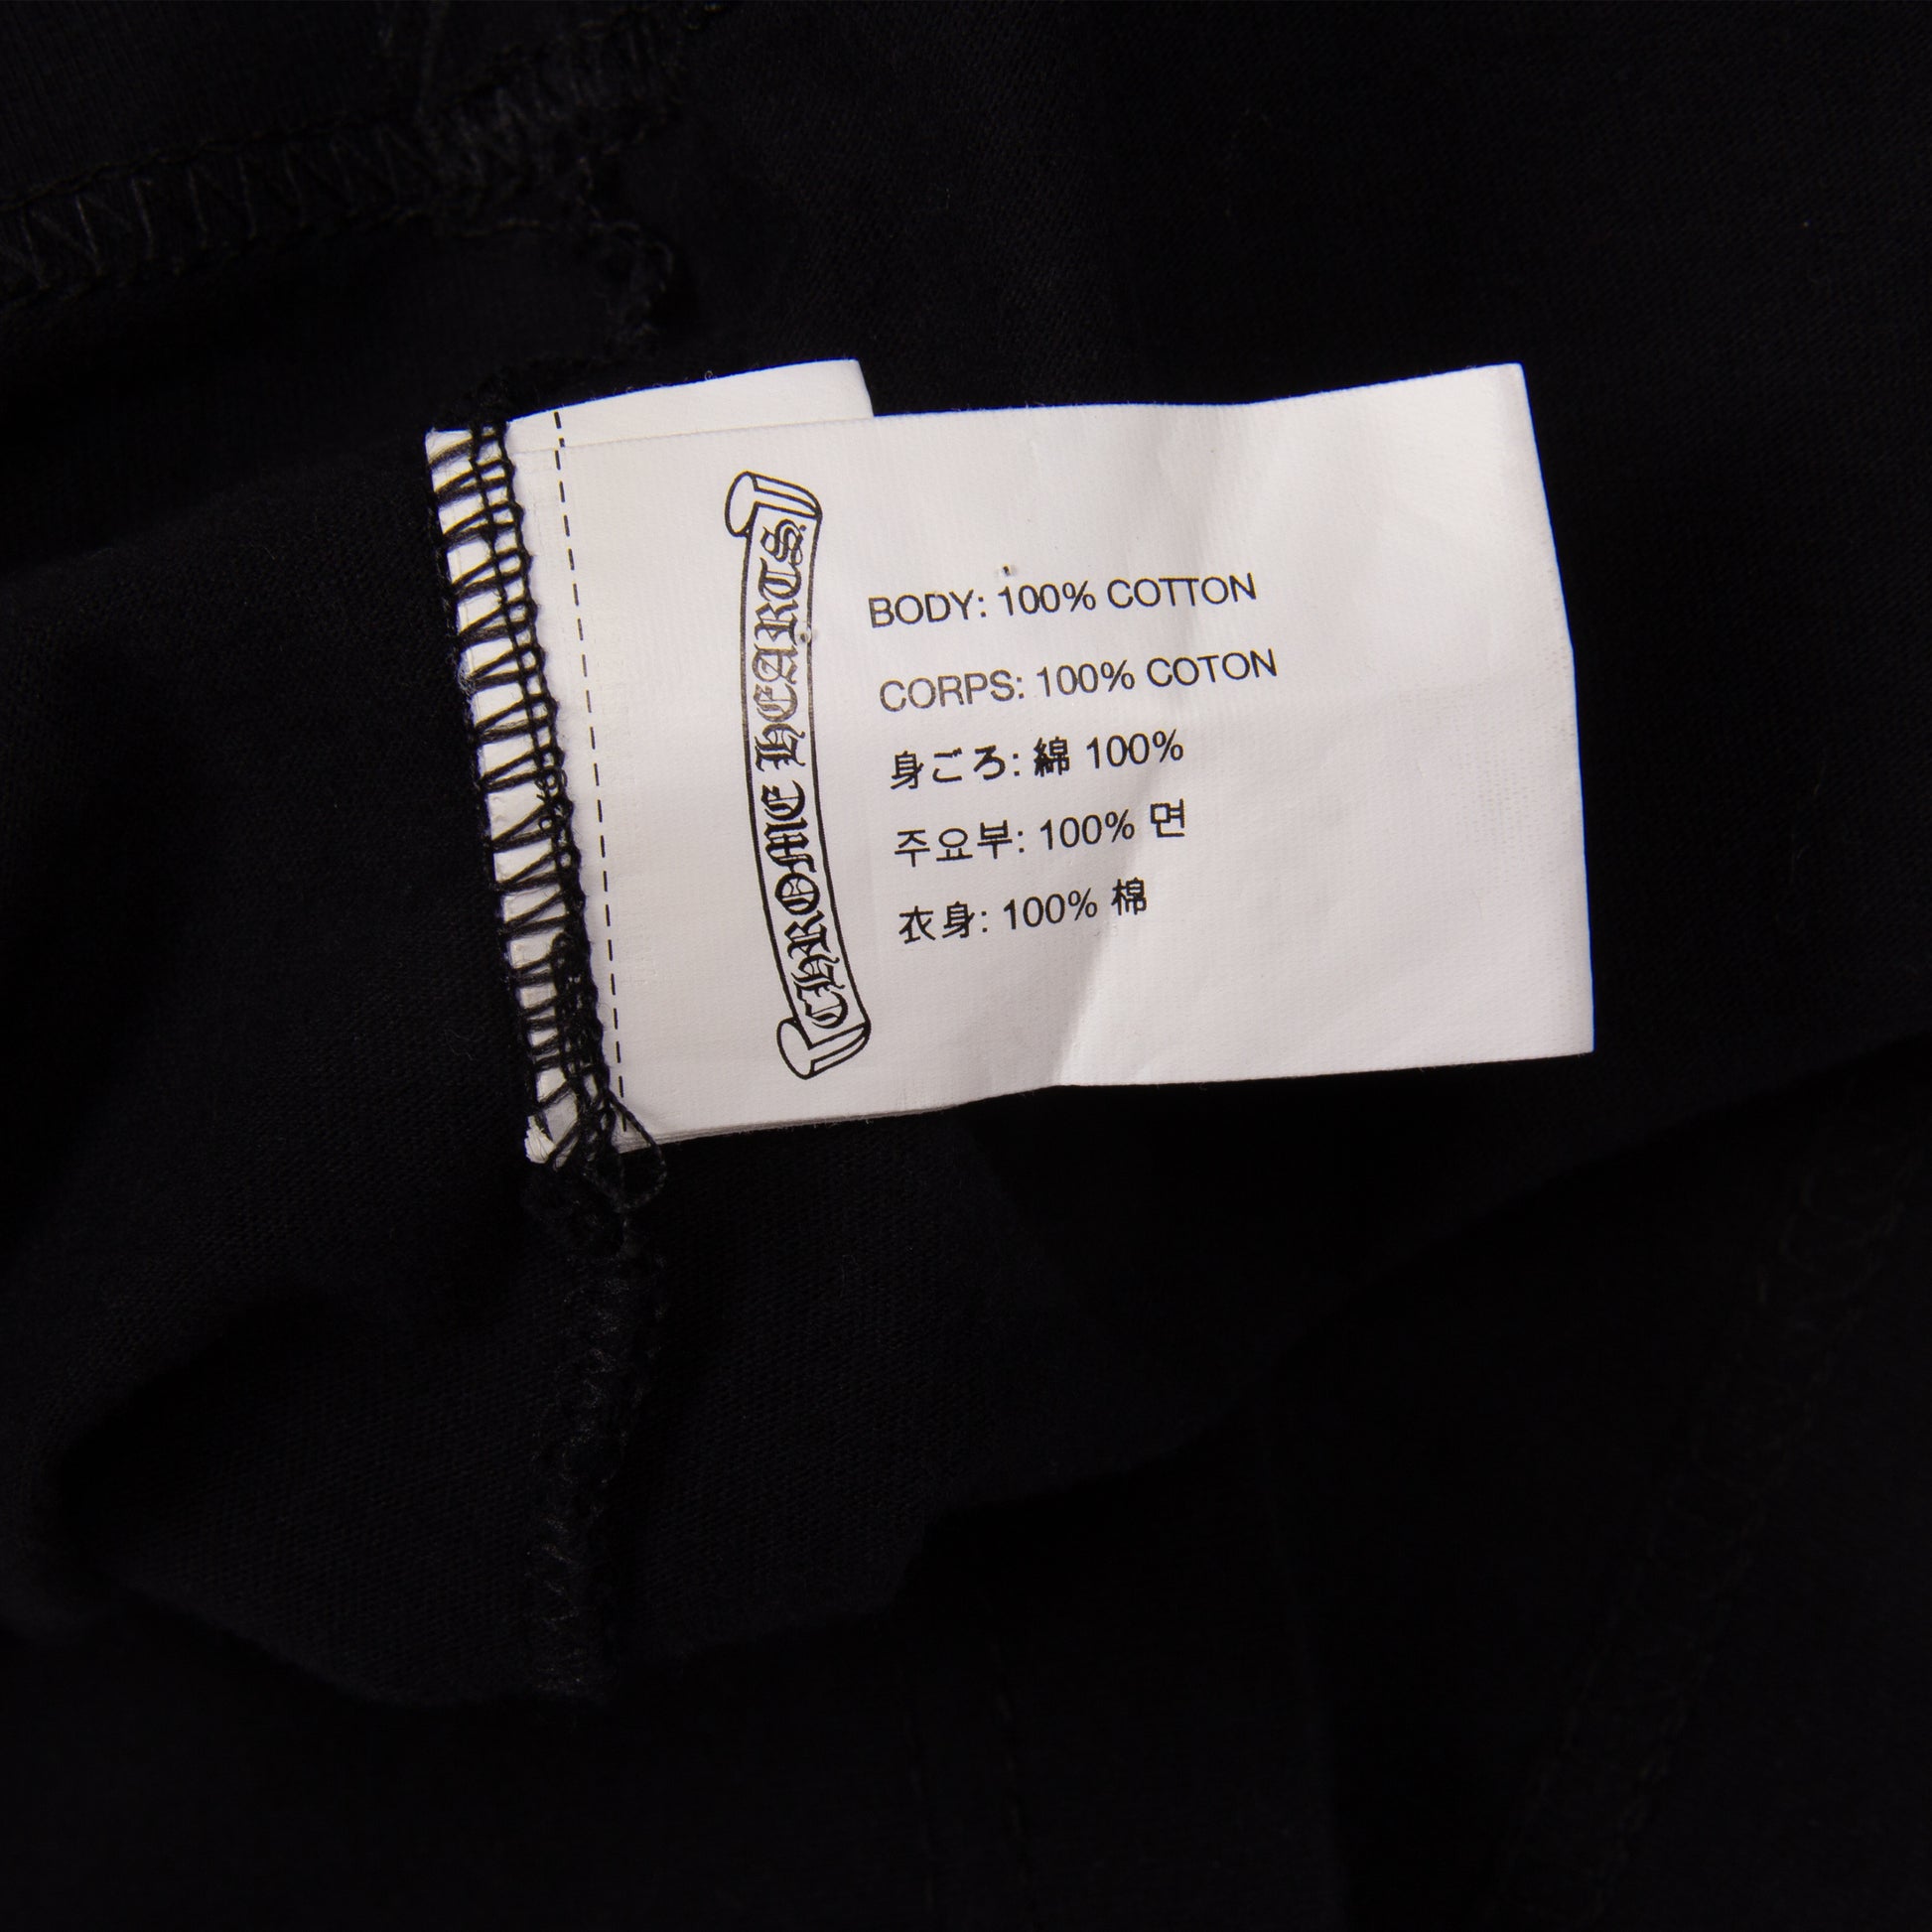 CHROME HEARTS
BODY: 100% COTTON
CORPS: 100% COTON
身ごろ: 綿 100%
주요부: 100% 면
衣身: 100% 棉